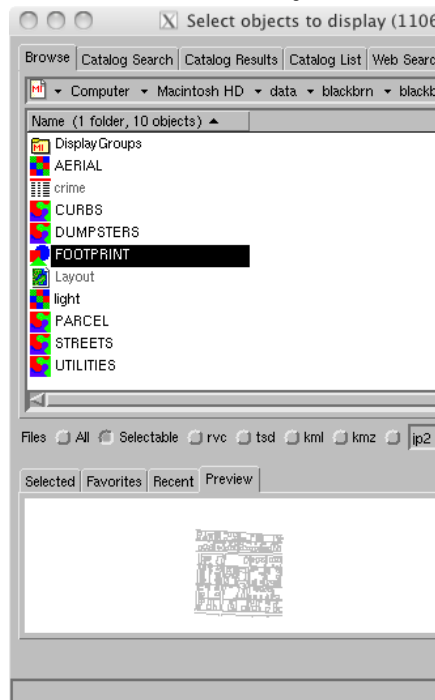 Select objects to display (1106
Browse Catalog Search Catalog Results Catalog List Web Searc
Computer Macintosh HD data blackbrn blackb
Name (1 folder, 10 objects)
DisplayGroups
AERIAL
crime
CURBS
DUMPSTERS
FOOTPRINT
Layout
light
PARCEL
STREETS
UTILITIES
Files All Selectable rvc tsd kml kmz jp2
Selected Favorites Recent Preview